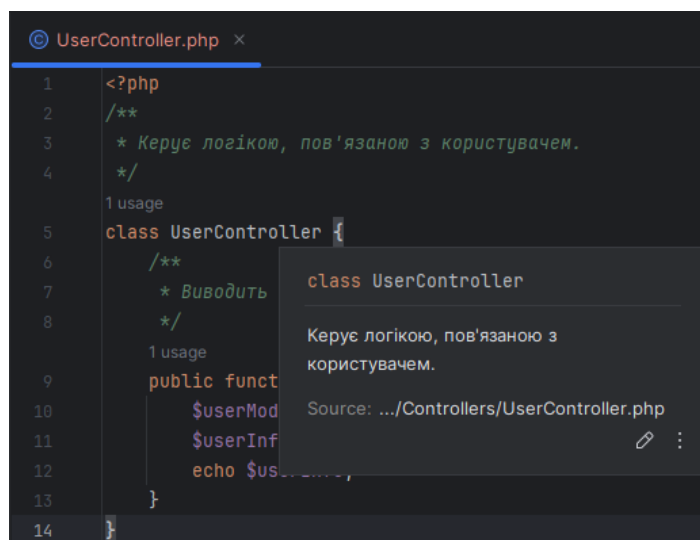 UserController.php
1 <?php
2 /**
3 * Керує логікою, пов'язаною з користувачем.
4 */
1 usage
5 class UserController {
6 /**
7 * Виводить
8 */
1 usage
9 public funct
10 $userMod
11 $userInf
12 echo $us
13 }
14 }
class UserController
Керує логікою, пов'язаною з
користувачем.
Source: .../Controllers/UserController.php